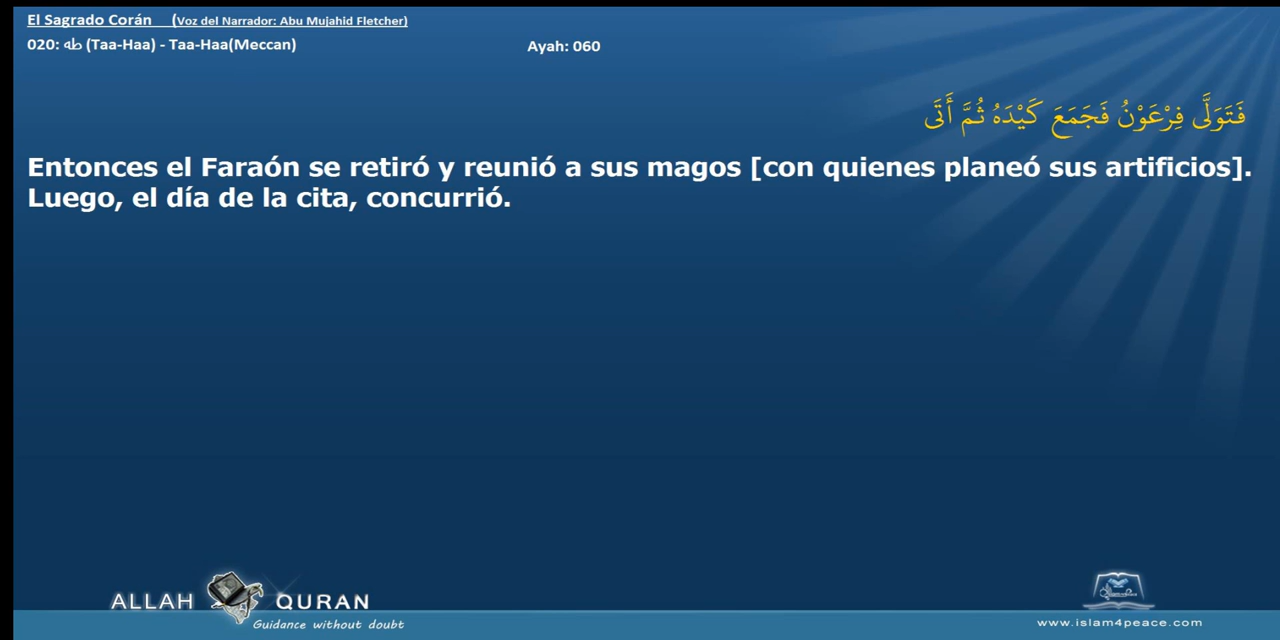 El Sagrado Corán (Voz del Narrador: Abu Mujahid Fletcher)
020: طه (Taa-Haa) - Taa-Haa(Meccan)
Ayah: 060
فَتَوَلَّى فِرْعَوْنُ فَجَمَعَ كَيْدَهُ ثُمَّ أَتَى
Entonces el Faraón se retiró y reunió a sus magos [con quienes planeó sus artificios].
Luego, el día de la cita, concurrió.
ALLAH QURAN
Guidance without doubt
www.islam4peace.com